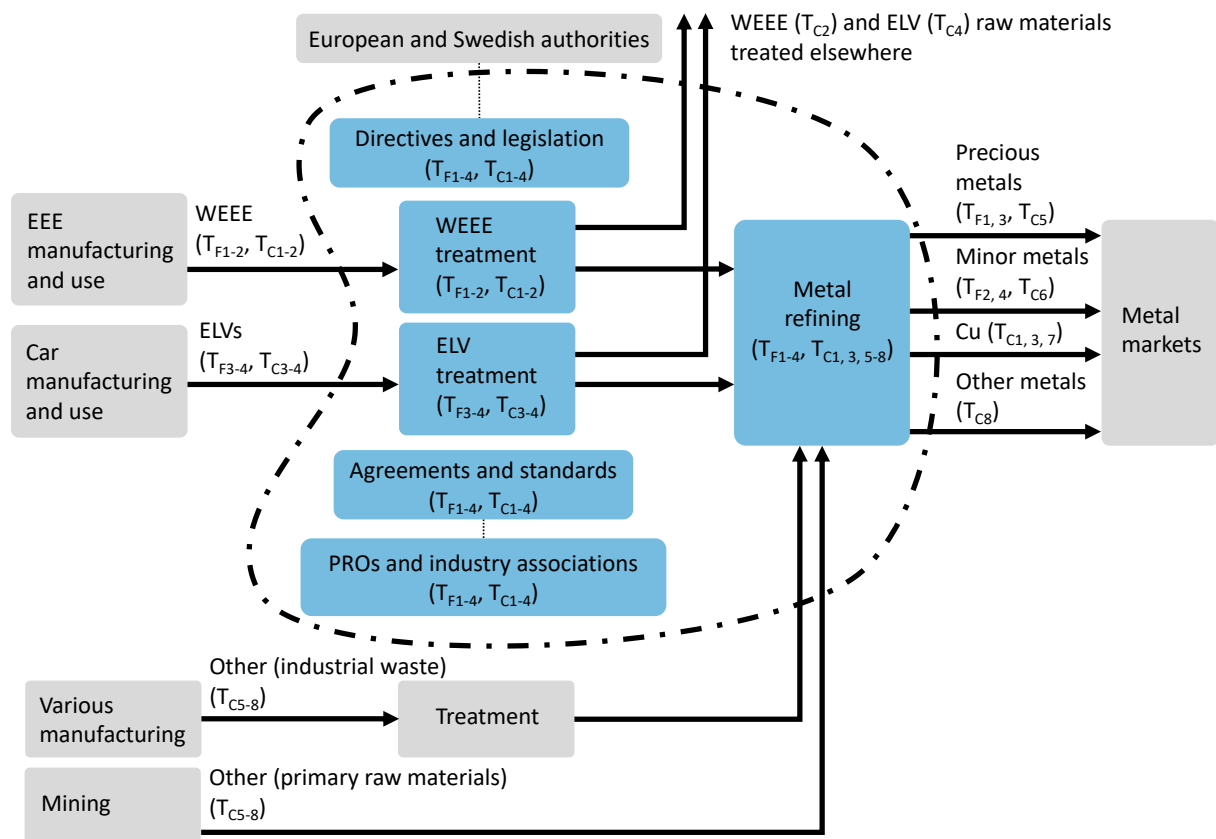 European and Swedish authorities
WEEE (TC2) and ELV (TC4) raw materials
treated elsewhere
Directives and legislation
(TF1-4, TC1-4)
EEE
manufacturing
and use
WEEE
(TF1-2, TC1-2)
WEEE
treatment
(TF1-2, TC1-2)
Car
manufacturing
and use
ELVs
(TF3-4, TC3-4)
ELV
treatment
(TF3-4, TC3-4)
Metal
refining
(TF1-4, TC1, 3, 5-8)
Precious
metals
(TF1, 3, TC5)
Minor metals
(TF2, 4, TC6)
Cu (TC1, 3, 7)
Other metals
(TC8)
Metal
markets
Agreements and standards
(TF1-4, TC1-4)
PROs and industry associations
(TF1-4, TC1-4)
Various
manufacturing
Other (industrial waste)
(TC5-8)
Treatment
Mining
Other (primary raw materials)
(TC5-8)